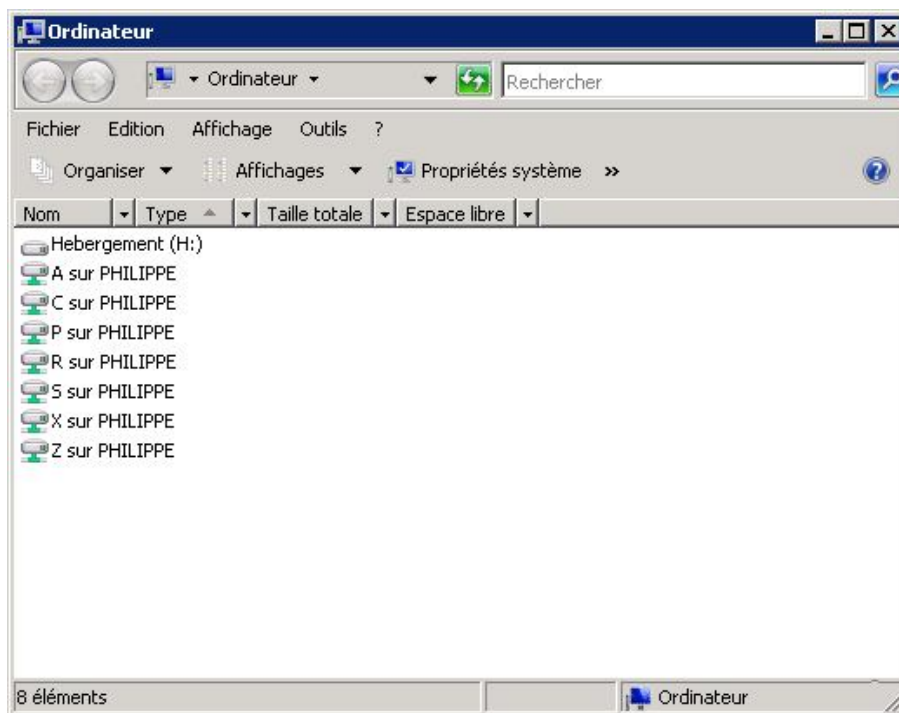 Ordinateur
Ordinateur Rechercher
Fichier Edition Affichage Outils ?
Organiser Affichages Propriétés système »
Nom Type Taille totale Espace libre
Hebergement (H:)
A sur PHILIPPE
C sur PHILIPPE
P sur PHILIPPE
R sur PHILIPPE
S sur PHILIPPE
X sur PHILIPPE
Z sur PHILIPPE
8 éléments Ordinateur